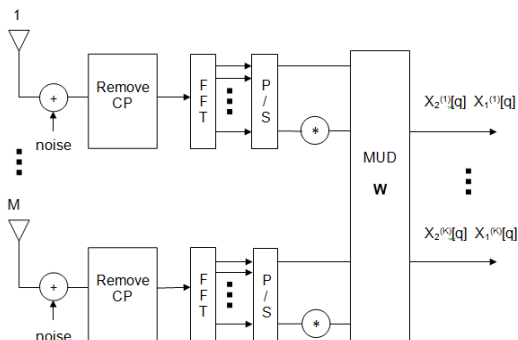 1
+
noise
Remove
CP
F
F
T
P
/
S
*
MUD
W
X₂⁽¹⁾[q] X₁⁽¹⁾[q]
M
+
noise
Remove
CP
F
F
T
P
/
S
*
X₂⁽ᴷ⁾[q] X₁⁽ᴷ⁾[q]